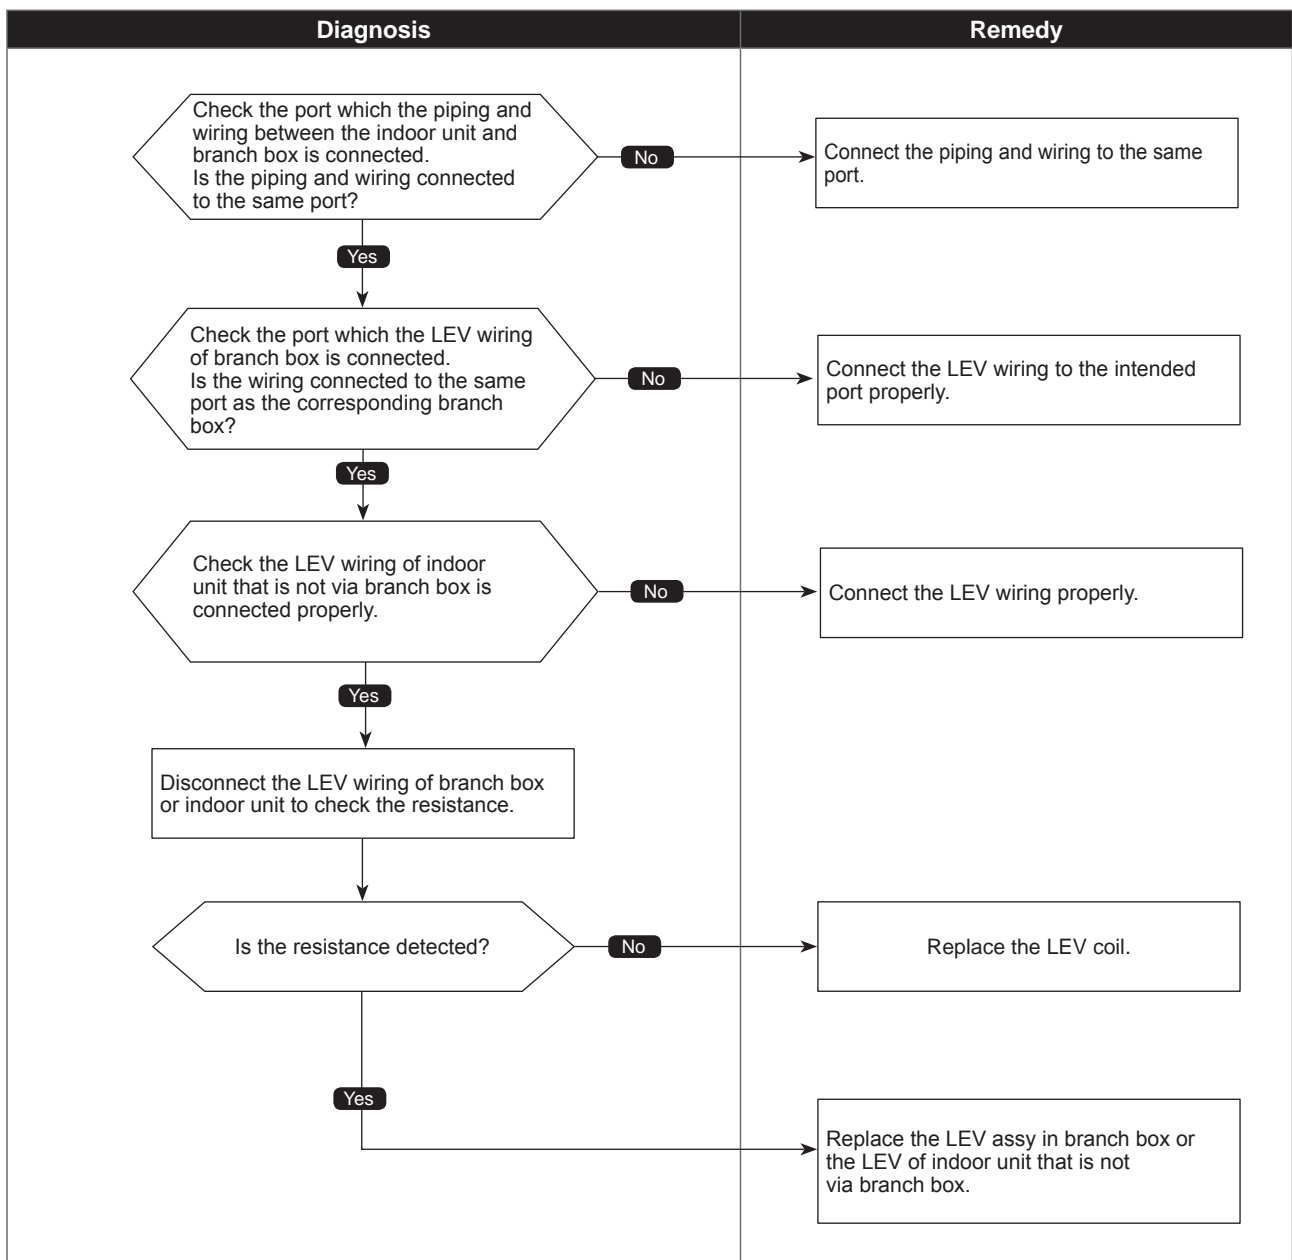 Diagnosis
Remedy
Check the port which the piping and
wiring between the indoor unit and
branch box is connected.
Is the piping and wiring connected
to the same port?
No
Connect the piping and wiring to the same
port.
Yes
Check the port which the LEV wiring
of branch box is connected.
Is the wiring connected to the same
port as the corresponding branch
box?
No
Connect the LEV wiring to the intended
port properly.
Yes
Check the LEV wiring of indoor
unit that is not via branch box is
connected properly.
No
Connect the LEV wiring properly.
Yes
Disconnect the LEV wiring of branch box
or indoor unit to check the resistance.
Is the resistance detected?
No
Replace the LEV coil.
Yes
Replace the LEV assy in branch box or
the LEV of indoor unit that is not
via branch box.